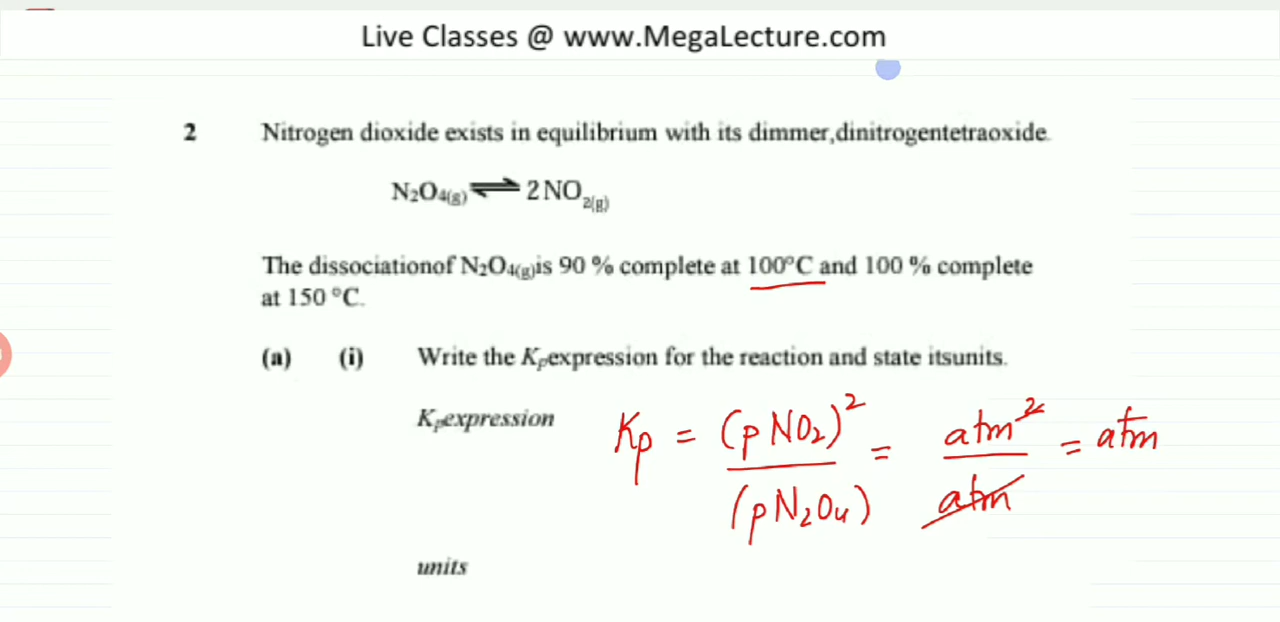 Live Classes @ www.MegaLecture.com
2 Nitrogen dioxide exists in equilibrium with its dimmer,dinitrogentetraoxide.
N₂O₄(g) ⇌ 2 NO₂(g)
The dissociationof N₂O₄(g)is 90 % complete at 100°C and 100 % complete
at 150 °C.
(a) (i) Write the Kₚexpression for the reaction and state itsunits.
Kₚexpression Kp = (pNO₂)² / (pN₂O₄) = atm² / atm = atm
units